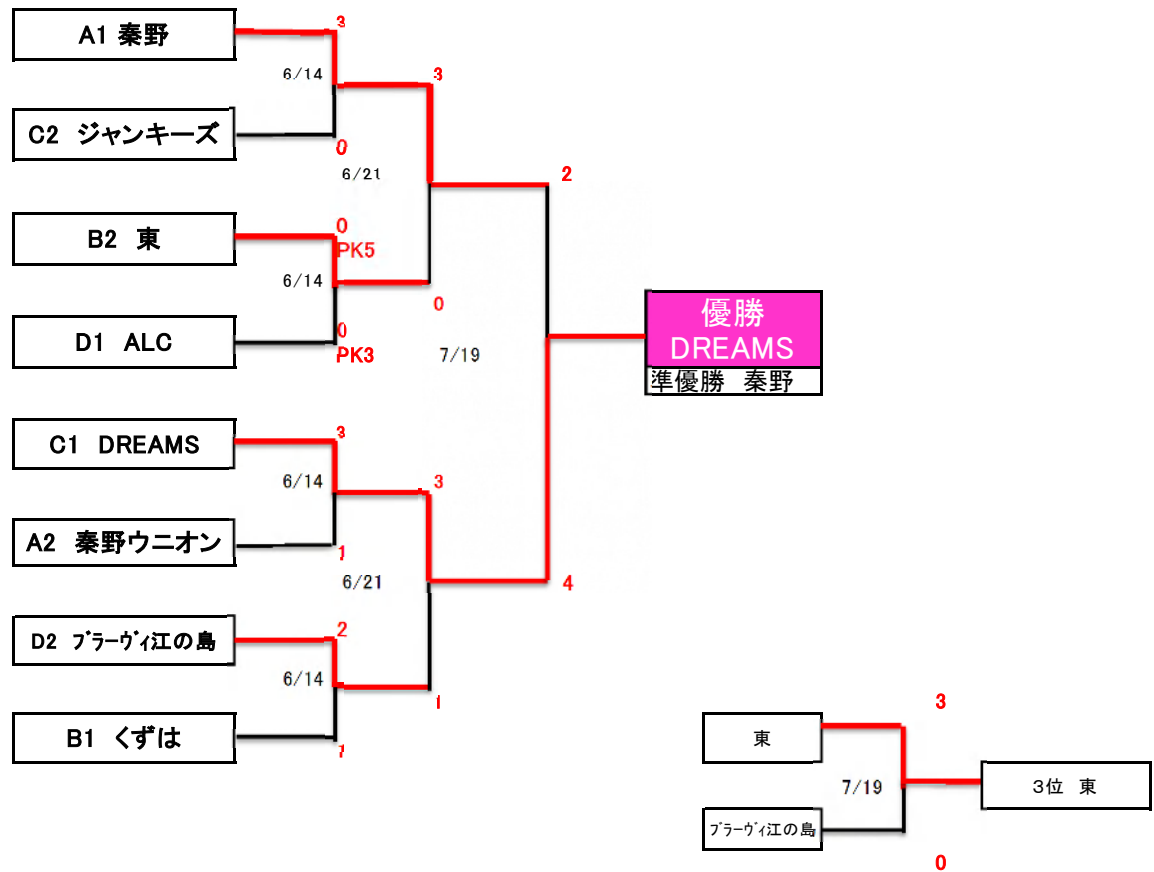 A1 秦野
3
6/14
3
C2 ジャンキーズ
0
6/21
2
B2 東
0
PK5
6/14
0
D1 ALC
0
PK3
7/19
優勝
DREAMS
準優勝 秦野
C1 DREAMS
3
6/14
3
A2 秦野ウニオン
1
6/21
4
D2 ﾌﾞﾗｰｳﾞｨ江の島
2
6/14
1
B1 くずは
1
3
東
7/19
3位 東
ﾌﾞﾗｰｳﾞｨ江の島
0